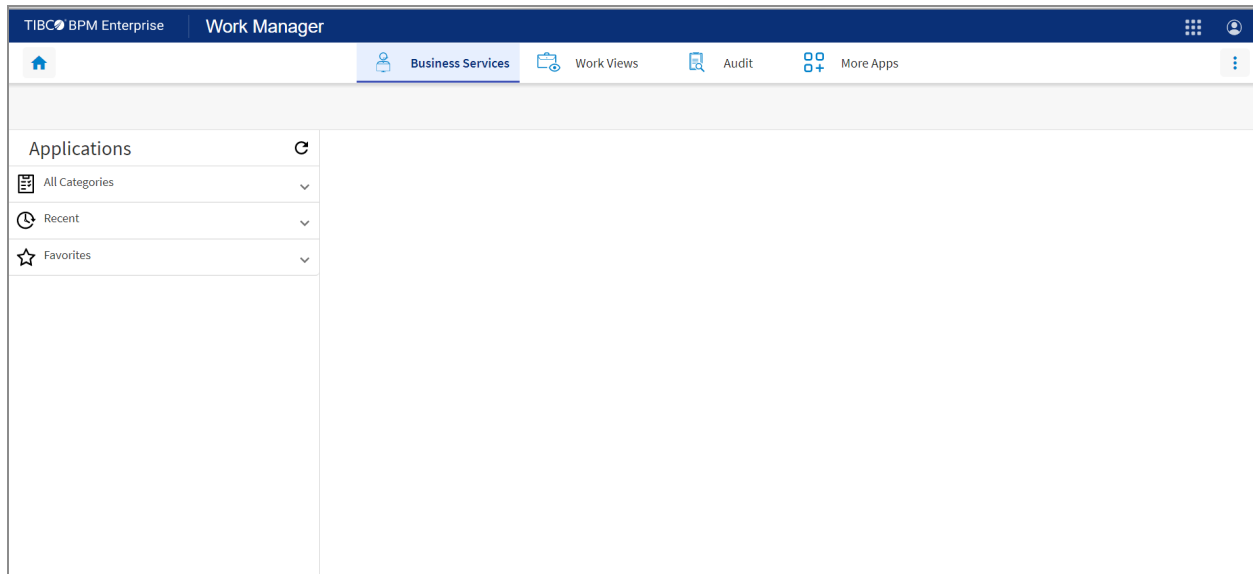 TIBCO BPM Enterprise Work Manager
Business Services Work Views Audit More Apps
Applications
All Categories
Recent
Favorites